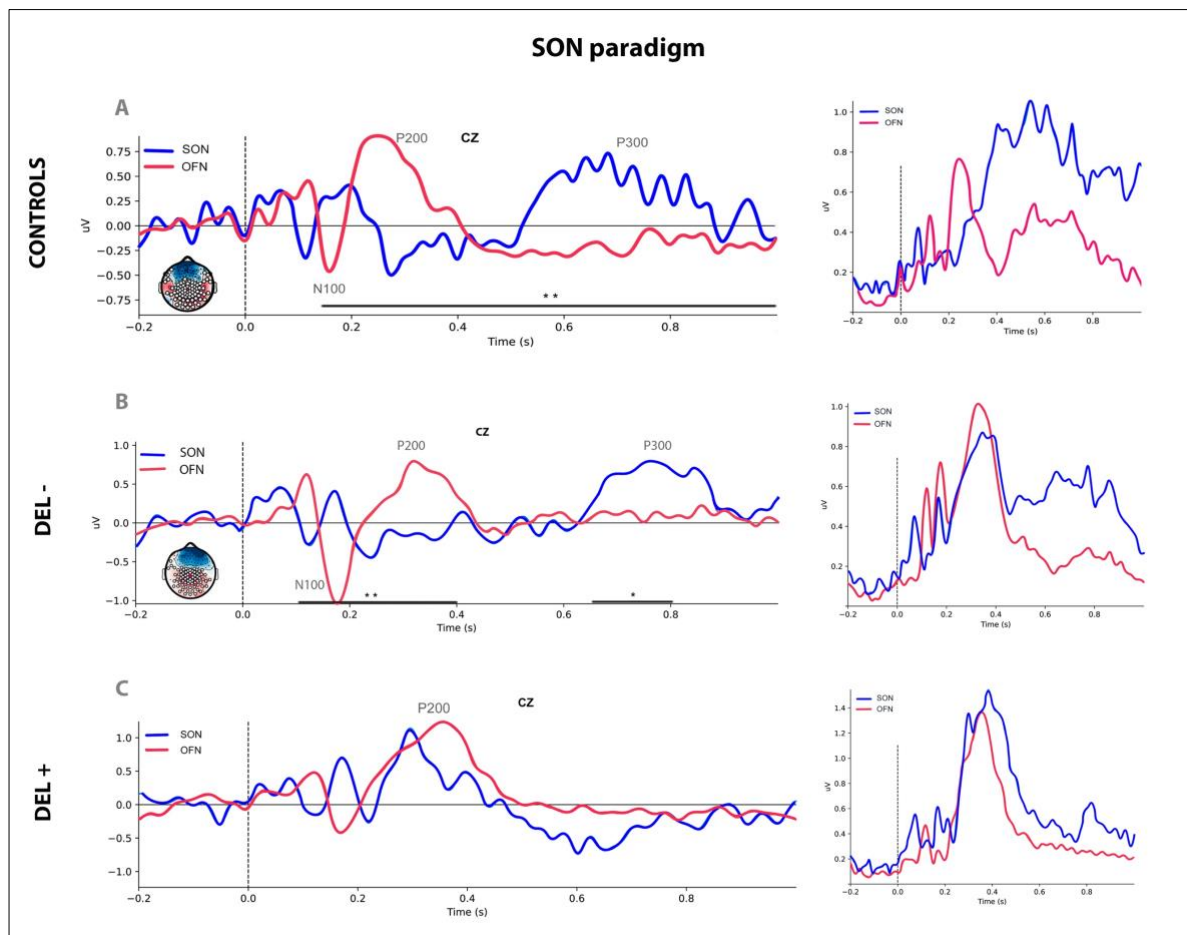 SON paradigm
CONTROLS
A
CZ
P200
P300
N100
SON
OFN
uV
0.75
0.50
0.25
0.00
−0.25
−0.50
−0.75
* *
−0.2 0.0 0.2 0.4 0.6 0.8
Time (s)
SON
OFN
uV
1.0
0.8
0.6
0.4
0.2
−0.2 0.0 0.2 0.4 0.6 0.8
Time (s)
DEL -
B
CZ
P200
P300
N100
SON
OFN
uV
1.0
0.5
0.0
−0.5
−1.0
* *
*
−0.2 0.0 0.2 0.4 0.6 0.8
Time (s)
SON
OFN
uV
1.0
0.8
0.6
0.4
0.2
−0.2 0.0 0.2 0.4 0.6 0.8
Time (s)
DEL +
C
CZ
P200
SON
OFN
uV
1.0
0.5
0.0
−0.5
−1.0
−0.2 0.0 0.2 0.4 0.6 0.8
Time (s)
SON
OFN
uV
1.4
1.2
1.0
0.8
0.6
0.4
0.2
−0.2 0.0 0.2 0.4 0.6 0.8
Time (s)